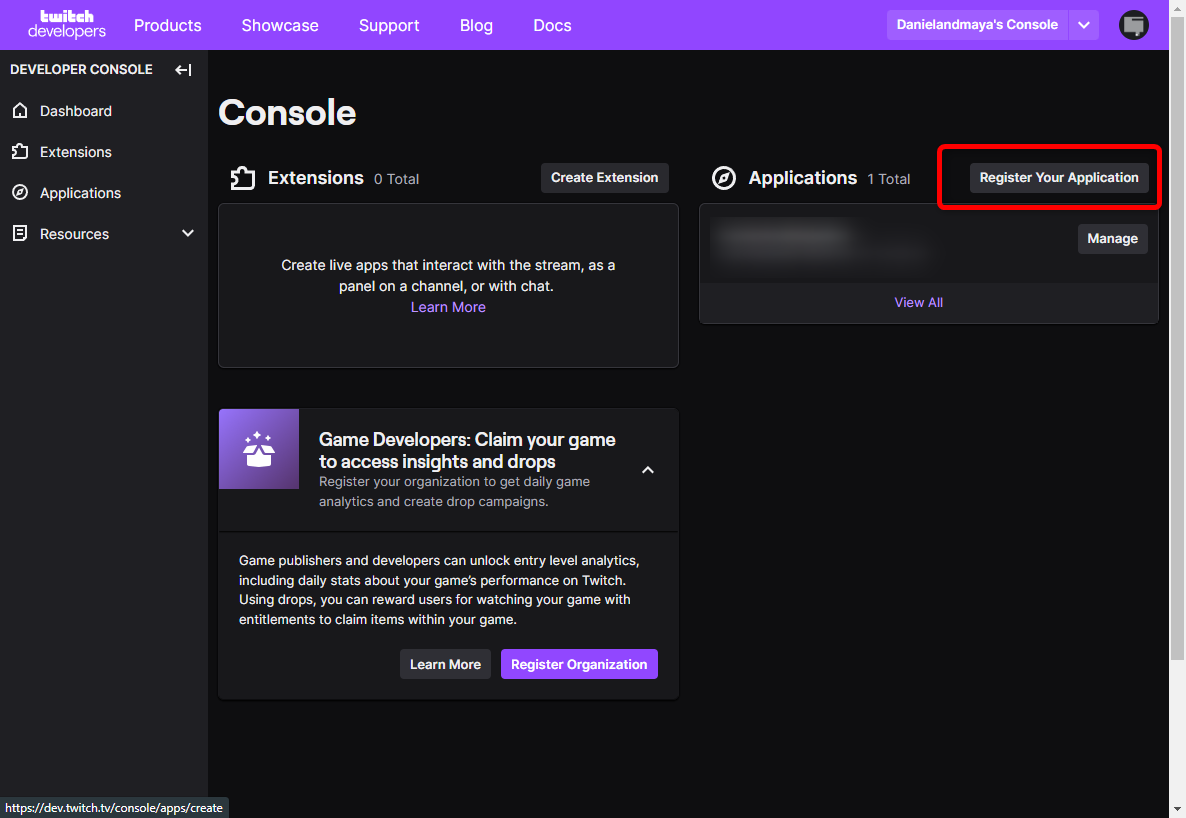 twitch
developers
Products
Showcase
Support
Blog
Docs
Danielandmaya's Console
DEVELOPER CONSOLE
Dashboard
Extensions
Applications
Resources
Console
Extensions 0 Total
Create Extension
Create live apps that interact with the stream, as a
panel on a channel, or with chat.
Learn More
Applications 1 Total
Register Your Application
Manage
View All
Game Developers: Claim your game
to access insights and drops
Register your organization to get daily game
analytics and create drop campaigns.
Game publishers and developers can unlock entry level analytics,
including daily stats about your game’s performance on Twitch.
Using drops, you can reward users for watching your game with
entitlements to claim items within your game.
Learn More
Register Organization
https://dev.twitch.tv/console/apps/create